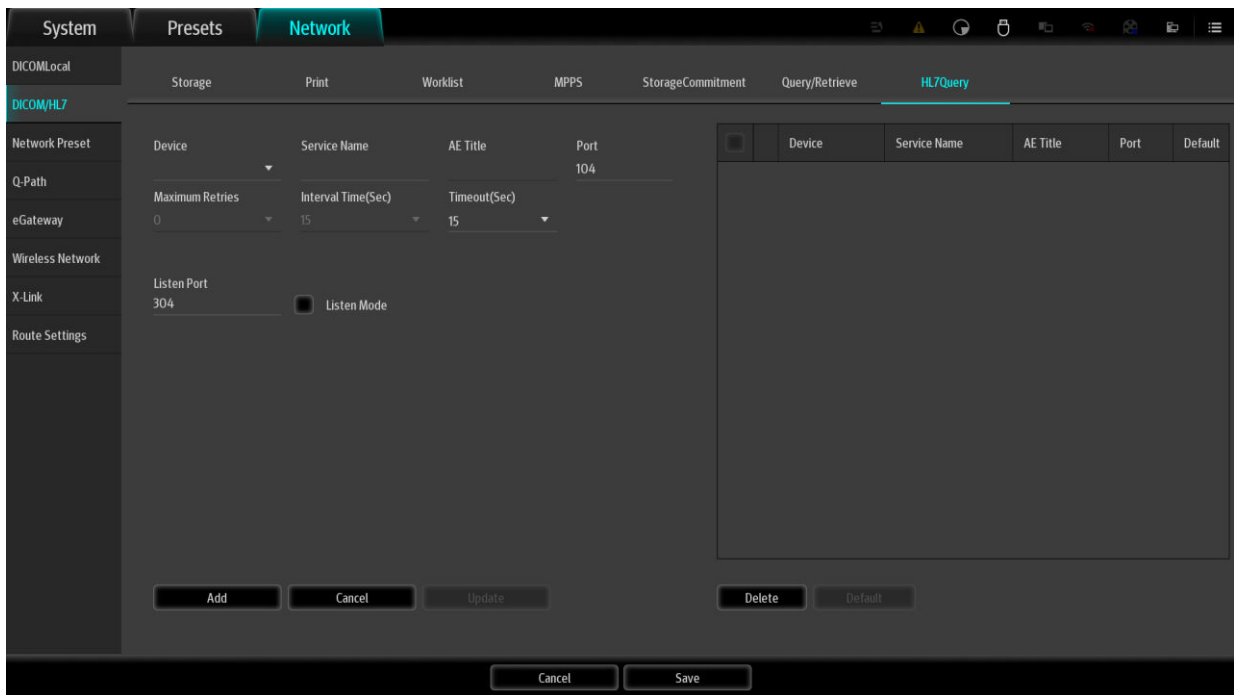 System Presets Network
DICOMLocal
DICOM/HL7
Network Preset
Q-Path
eGateway
Wireless Network
X-Link
Route Settings
Storage Print Worklist MPPS StorageCommitment Query/Retrieve HL7Query
Device Service Name AE Title Port
104
Maximum Retries Interval Time(Sec) Timeout(Sec)
0 15 15
Listen Port
304 Listen Mode
Add Cancel Update
Device Service Name AE Title Port Default
Delete Default
Cancel Save